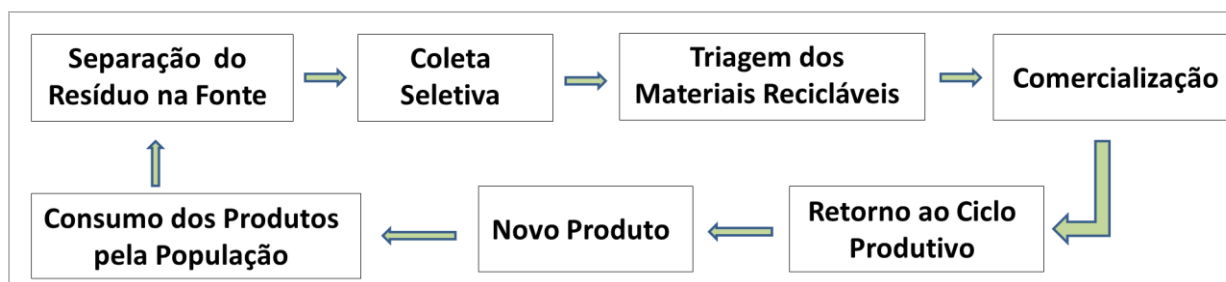 Separação do
Resíduo na Fonte
Coleta
Seletiva
Triagem dos
Materiais Recicláveis
Comercialização
Consumo dos Produtos
pela População
Novo Produto
Retorno ao Ciclo
Produtivo